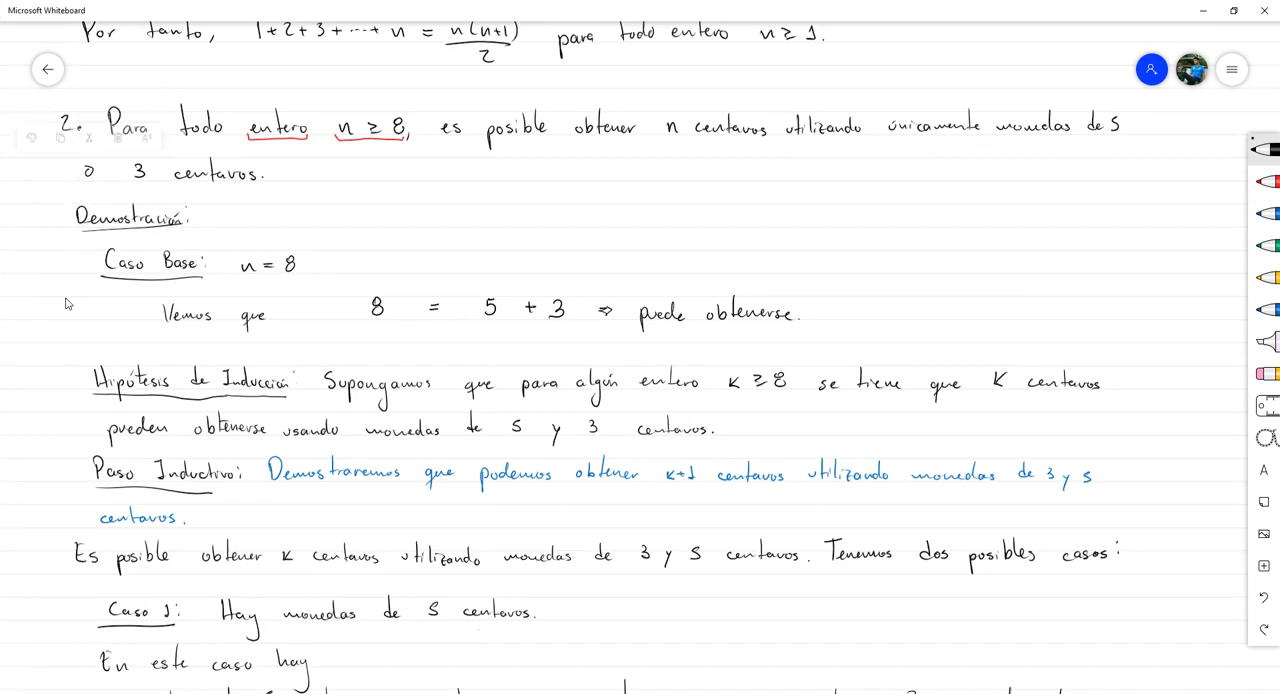 Microsoft Whiteboard
Por tanto, 1+2+3+⋯+n = n(n+1)/2 para todo entero n ≥ 1.
2. Para todo entero n ≥ 8, es posible obtener n centavos utilizando únicamente monedas de 5
o 3 centavos.
Demostración:
Caso Base: n = 8
Vemos que 8 = 5 + 3 ⇒ puede obtenerse.
Hipótesis de Inducción: Supongamos que para algún entero K ≥ 8 se tiene que K centavos
pueden obtenerse usando monedas de 5 y 3 centavos.
Paso Inductivo: Demostraremos que podemos obtener K+1 centavos utilizando monedas de 3 y 5
centavos.
Es posible obtener K centavos utilizando monedas de 3 y 5 centavos. Tenemos dos posibles casos:
Caso 1: Hay monedas de 5 centavos.
En este caso hay